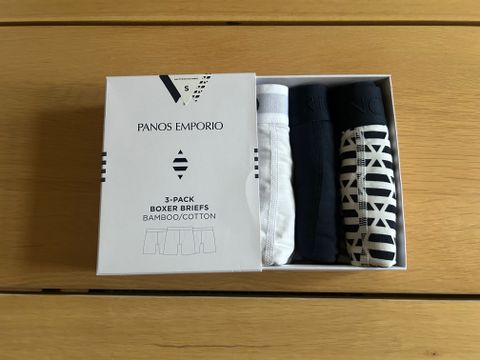 S
PANOS EMPORIO
3-PACK
BOXER BRIEFS
BAMBOO/COTTON